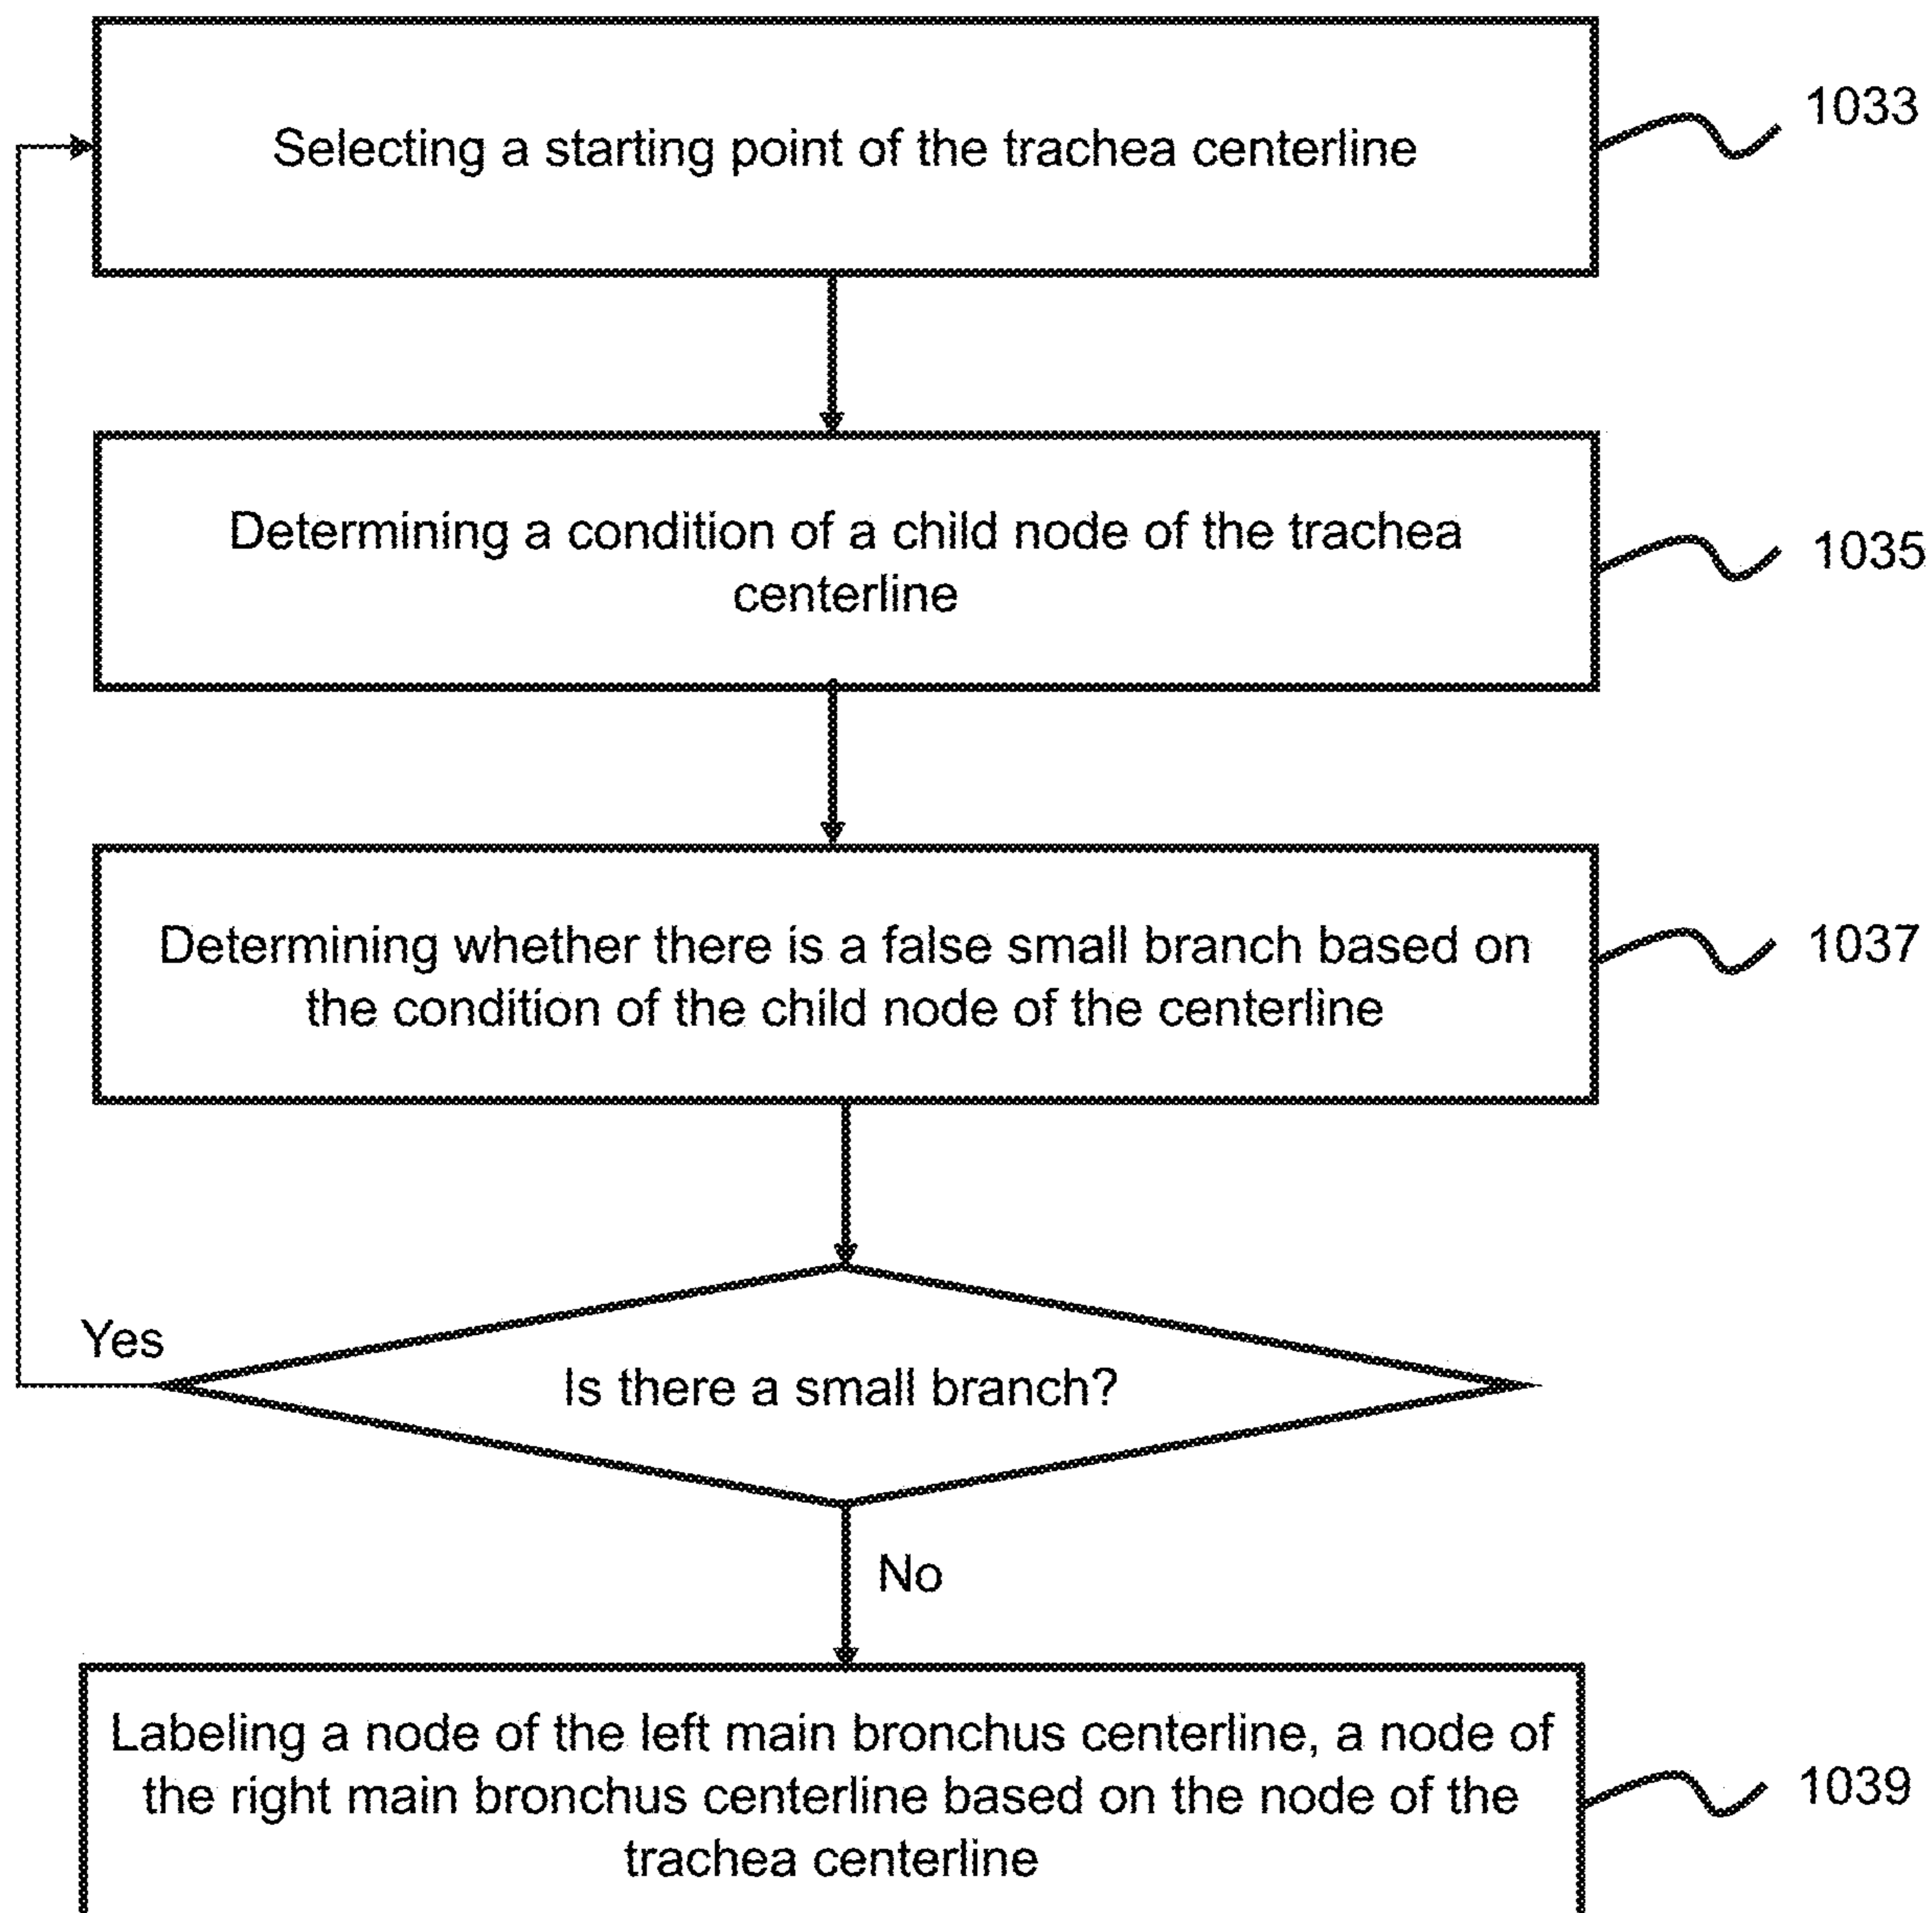 Selecting a starting point of the trachea centerline
1033
Determining a condition of a child node of the trachea
centerline
1035
Determining whether there is a false small branch based on
the condition of the child node of the centerline
1037
Yes
Is there a small branch?
No
Labeling a node of the left main bronchus centerline, a node of
the right main bronchus centerline based on the node of the
trachea centerline
1039